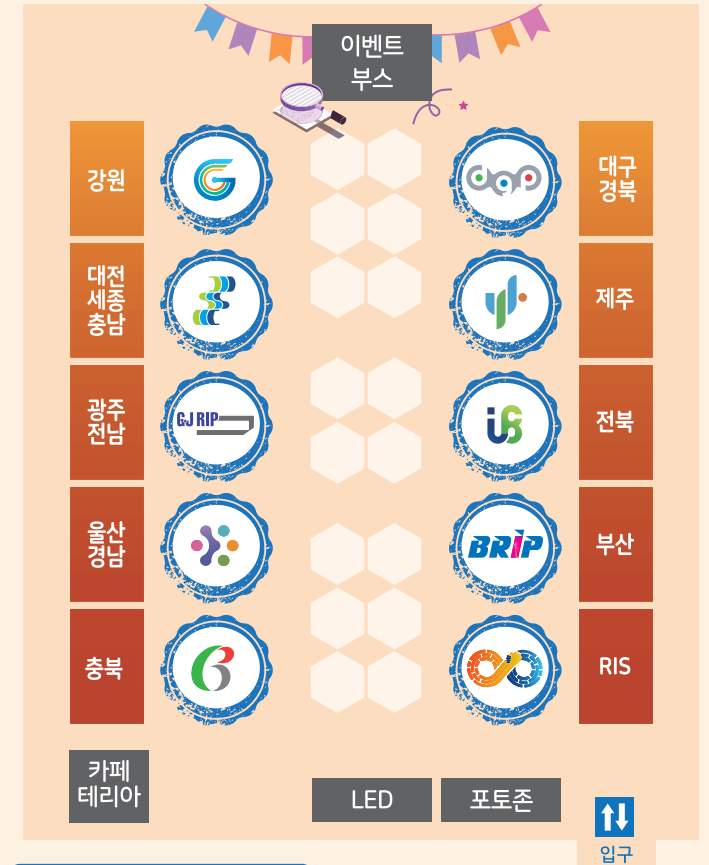 이벤트
부스
강원
대구
경북
대전
세종
충남
제주
광주
전남
GJ RIP
전북
울산
경남
BRIP
부산
충북
RIS
카페
테리아
LED
포토존
입구